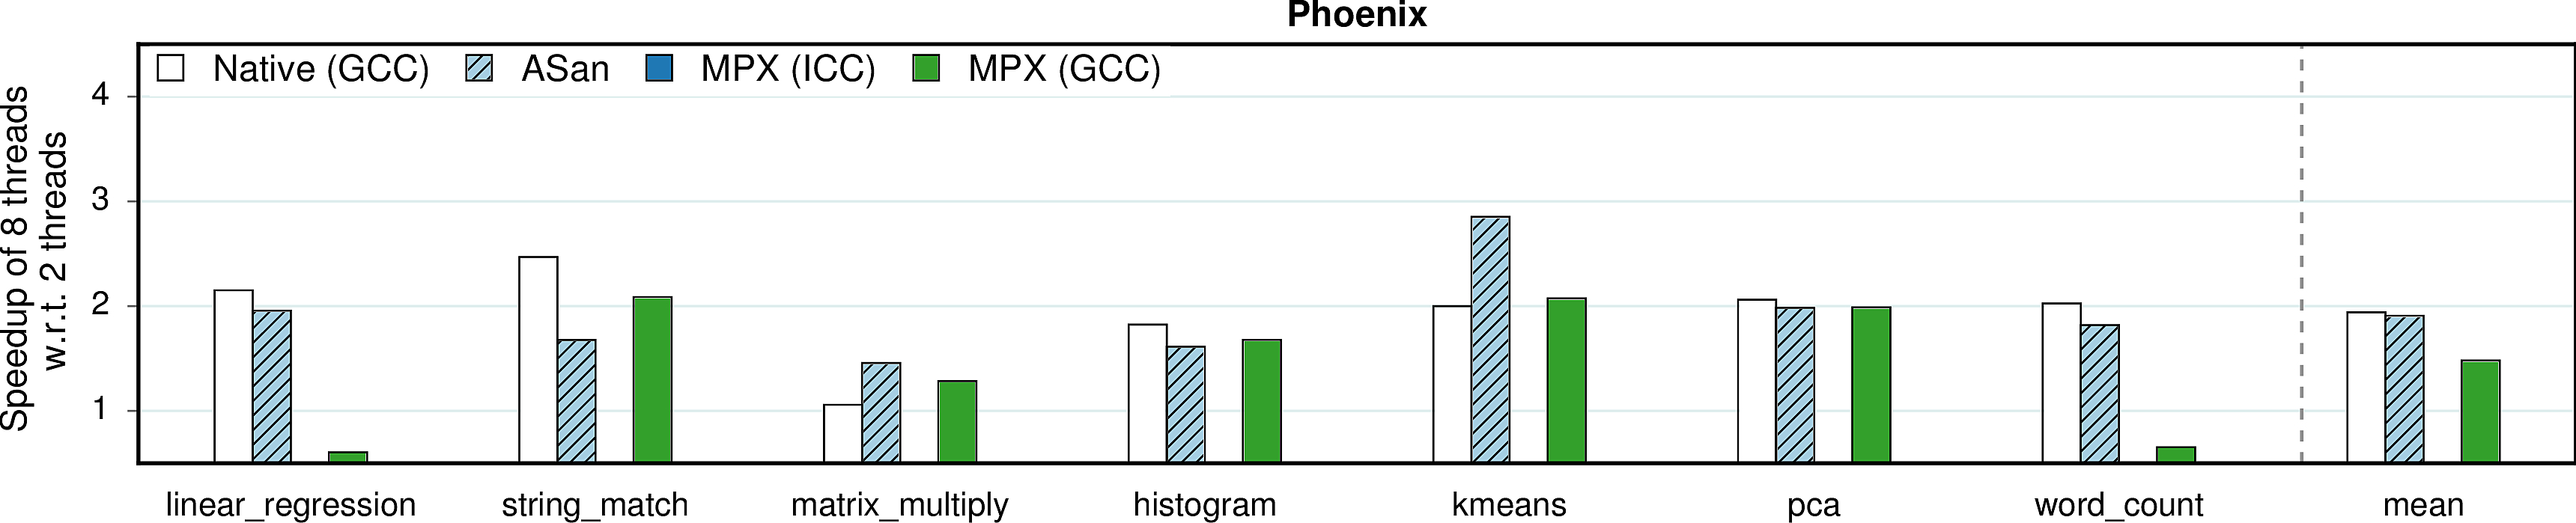 Phoenix
Native (GCC) ASan MPX (ICC) MPX (GCC)
Speedup of 8 threads
w.r.t. 2 threads
4
3
2
1
linear_regression string_match matrix_multiply histogram kmeans pca word_count mean